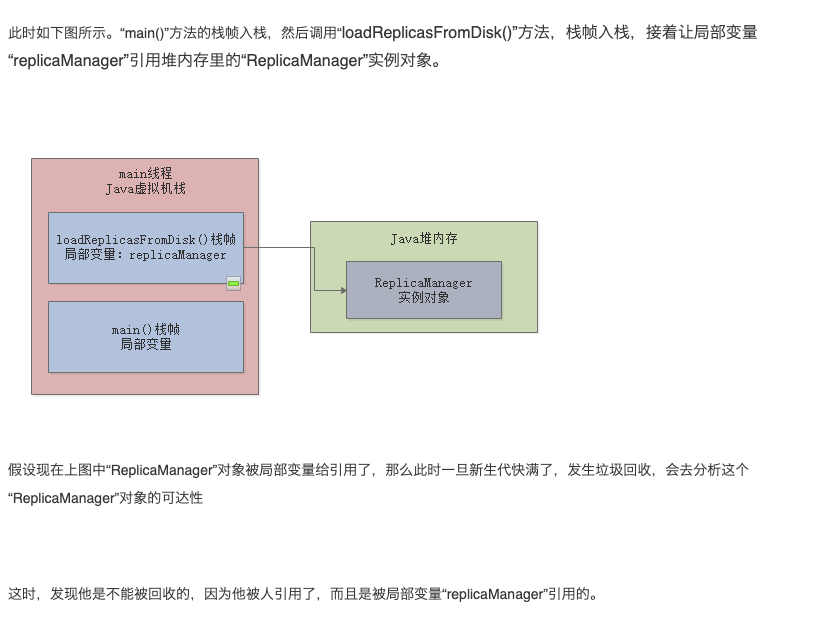 此时如下图所示。“main()”方法的栈帧入栈，然后调用“loadReplicasFromDisk()”方法，栈帧入栈，接着让局部变量
“replicaManager”引用堆内存里的“ReplicaManager”实例对象。
main线程
Java虚拟机栈
loadReplicasFromDisk()栈帧
局部变量：replicaManager
main()栈帧
局部变量
Java堆内存
ReplicaManager
实例对象
假设现在上图中“ReplicaManager”对象被局部变量给引用了，那么此时一旦新生代快满了，发生垃圾回收，会去分析这个
“ReplicaManager”对象的可达性
这时，发现他是不能被回收的，因为他被人引用了，而且是被局部变量“replicaManager”引用的。